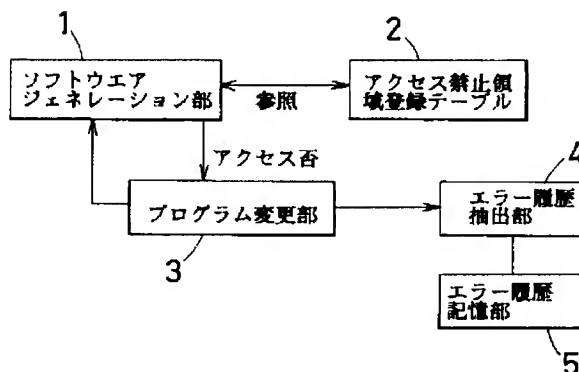 1
2
ソフトウエア
ジェネレーション部
アクセス禁止領
域登録テーブル
参照
アクセス否
4
プログラム変更部
エラー履歴
抽出部
3
エラー履歴
記憶部
5